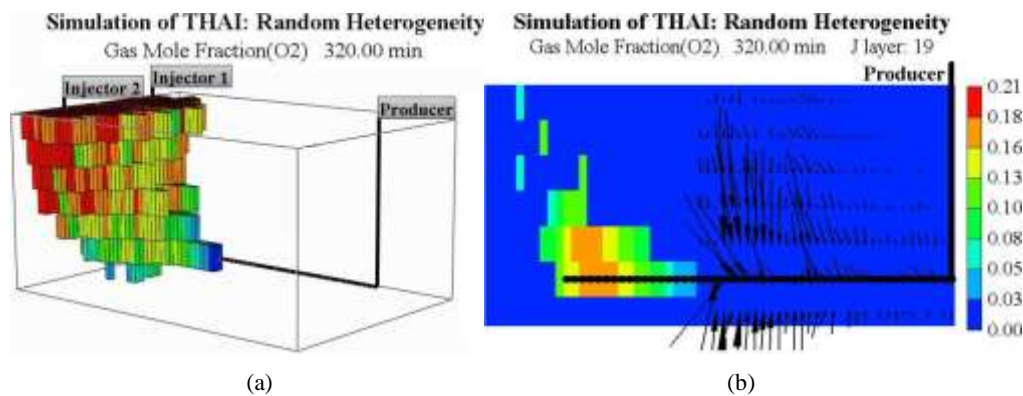 Simulation of THAI: Random Heterogeneity
Gas Mole Fraction(O2) 320.00 min
Injector 2
Injector 1
Producer
(a)
Simulation of THAI: Random Heterogeneity
Gas Mole Fraction(O2) 320.00 min J layer: 19
Producer
0.21
0.18
0.16
0.13
0.10
0.08
0.05
0.03
0.00
(b)